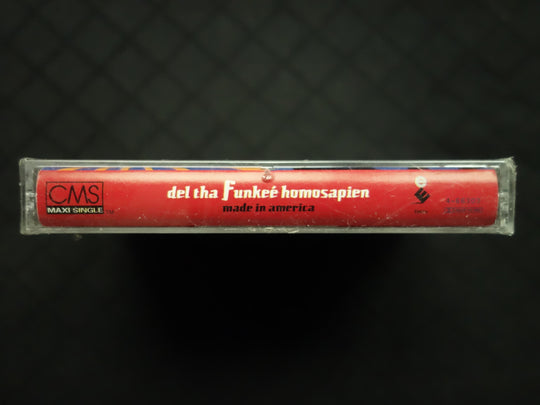 CMS
MAXI SINGLE
del tha Funkeé homosapien
made in america